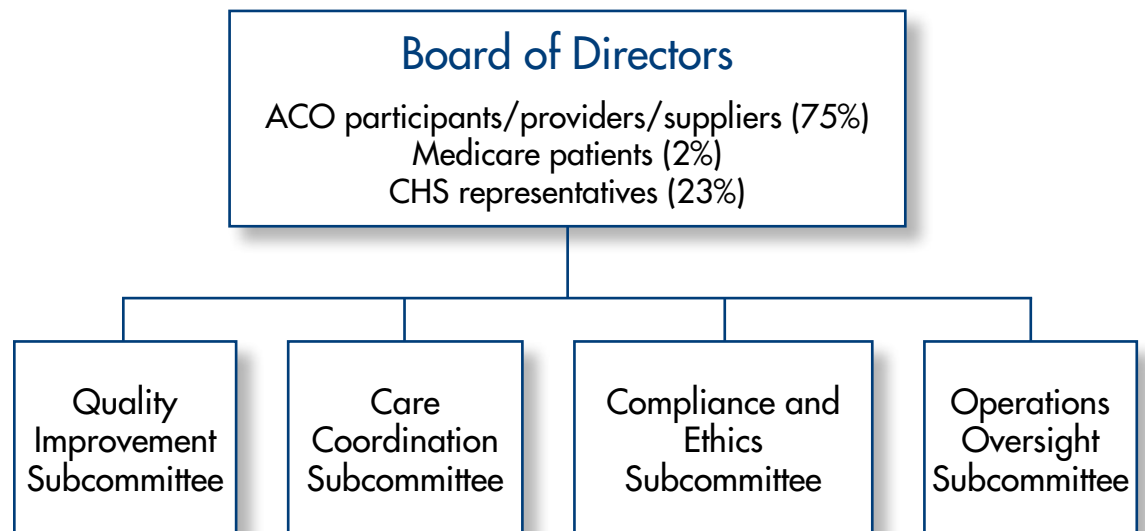 Board of Directors
ACO participants/providers/suppliers (75%)
Medicare patients (2%)
CHS representatives (23%)
Quality
Improvement
Subcommittee
Care
Coordination
Subcommittee
Compliance and
Ethics
Subcommittee
Operations
Oversight
Subcommittee